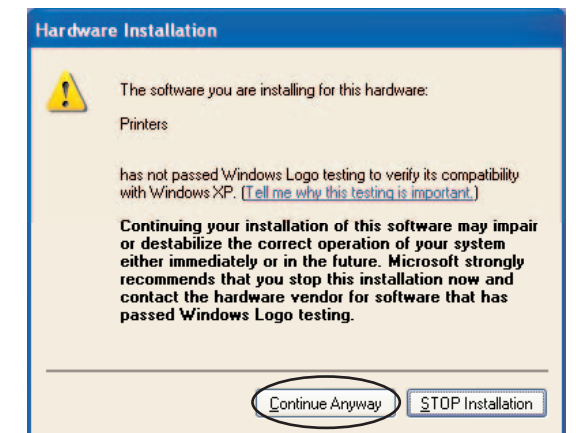 Hardware Installation
The software you are installing for this hardware:
Printers
has not passed Windows Logo testing to verify its compatibility
with Windows XP. (Tell me why this testing is important.)
Continuing your installation of this software may impair
or destabilize the correct operation of your system
either immediately or in the future. Microsoft strongly
recommends that you stop this installation now and
contact the hardware vendor for software that has
passed Windows Logo testing.
Continue Anyway STOP Installation